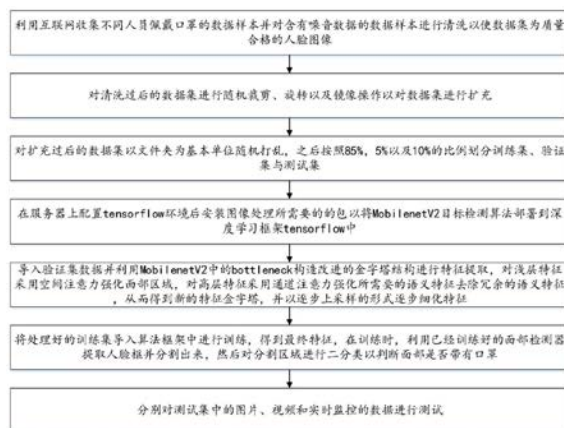 利用互联网收集不同人员佩戴口罩的数据样本并对含有噪音数据的数据样本进行清洗以使数据集为质量
合格的人脸图像
对清洗过后的数据集进行随机裁剪、旋转以及镜像操作以对数据集进行扩充
对扩充过后的数据集以文件夹为基本单位随机打乱，之后按照85%，5%以及10%的比例划分训练集、验证
集与测试集
在服务器上配置tensorflow环境后安装图像处理所需要的的包以将MobilenetV2目标检测算法部署到深
度学习框架tensorflow中
导入验证集数据并利用MobilenetV2中的bottleneck构造改进的金字塔结构进行特征提取，对浅层特征
采用空间注意力强化面部区域，对高层特征采用通道注意力强化所需要的语义特征去除冗余的语义特征
，从而得到新的特征金字塔，并以逐步上采样的形式逐步细化特征
将处理好的训练集导入算法框架中进行训练，得到最终特征，在训练时，利用已经训练好的面部检测器
提取人脸框并分割出来，然后对分割区域进行二分类以判断面部是否带有口罩
分别对测试集中的图片、视频和实时监控的数据进行测试